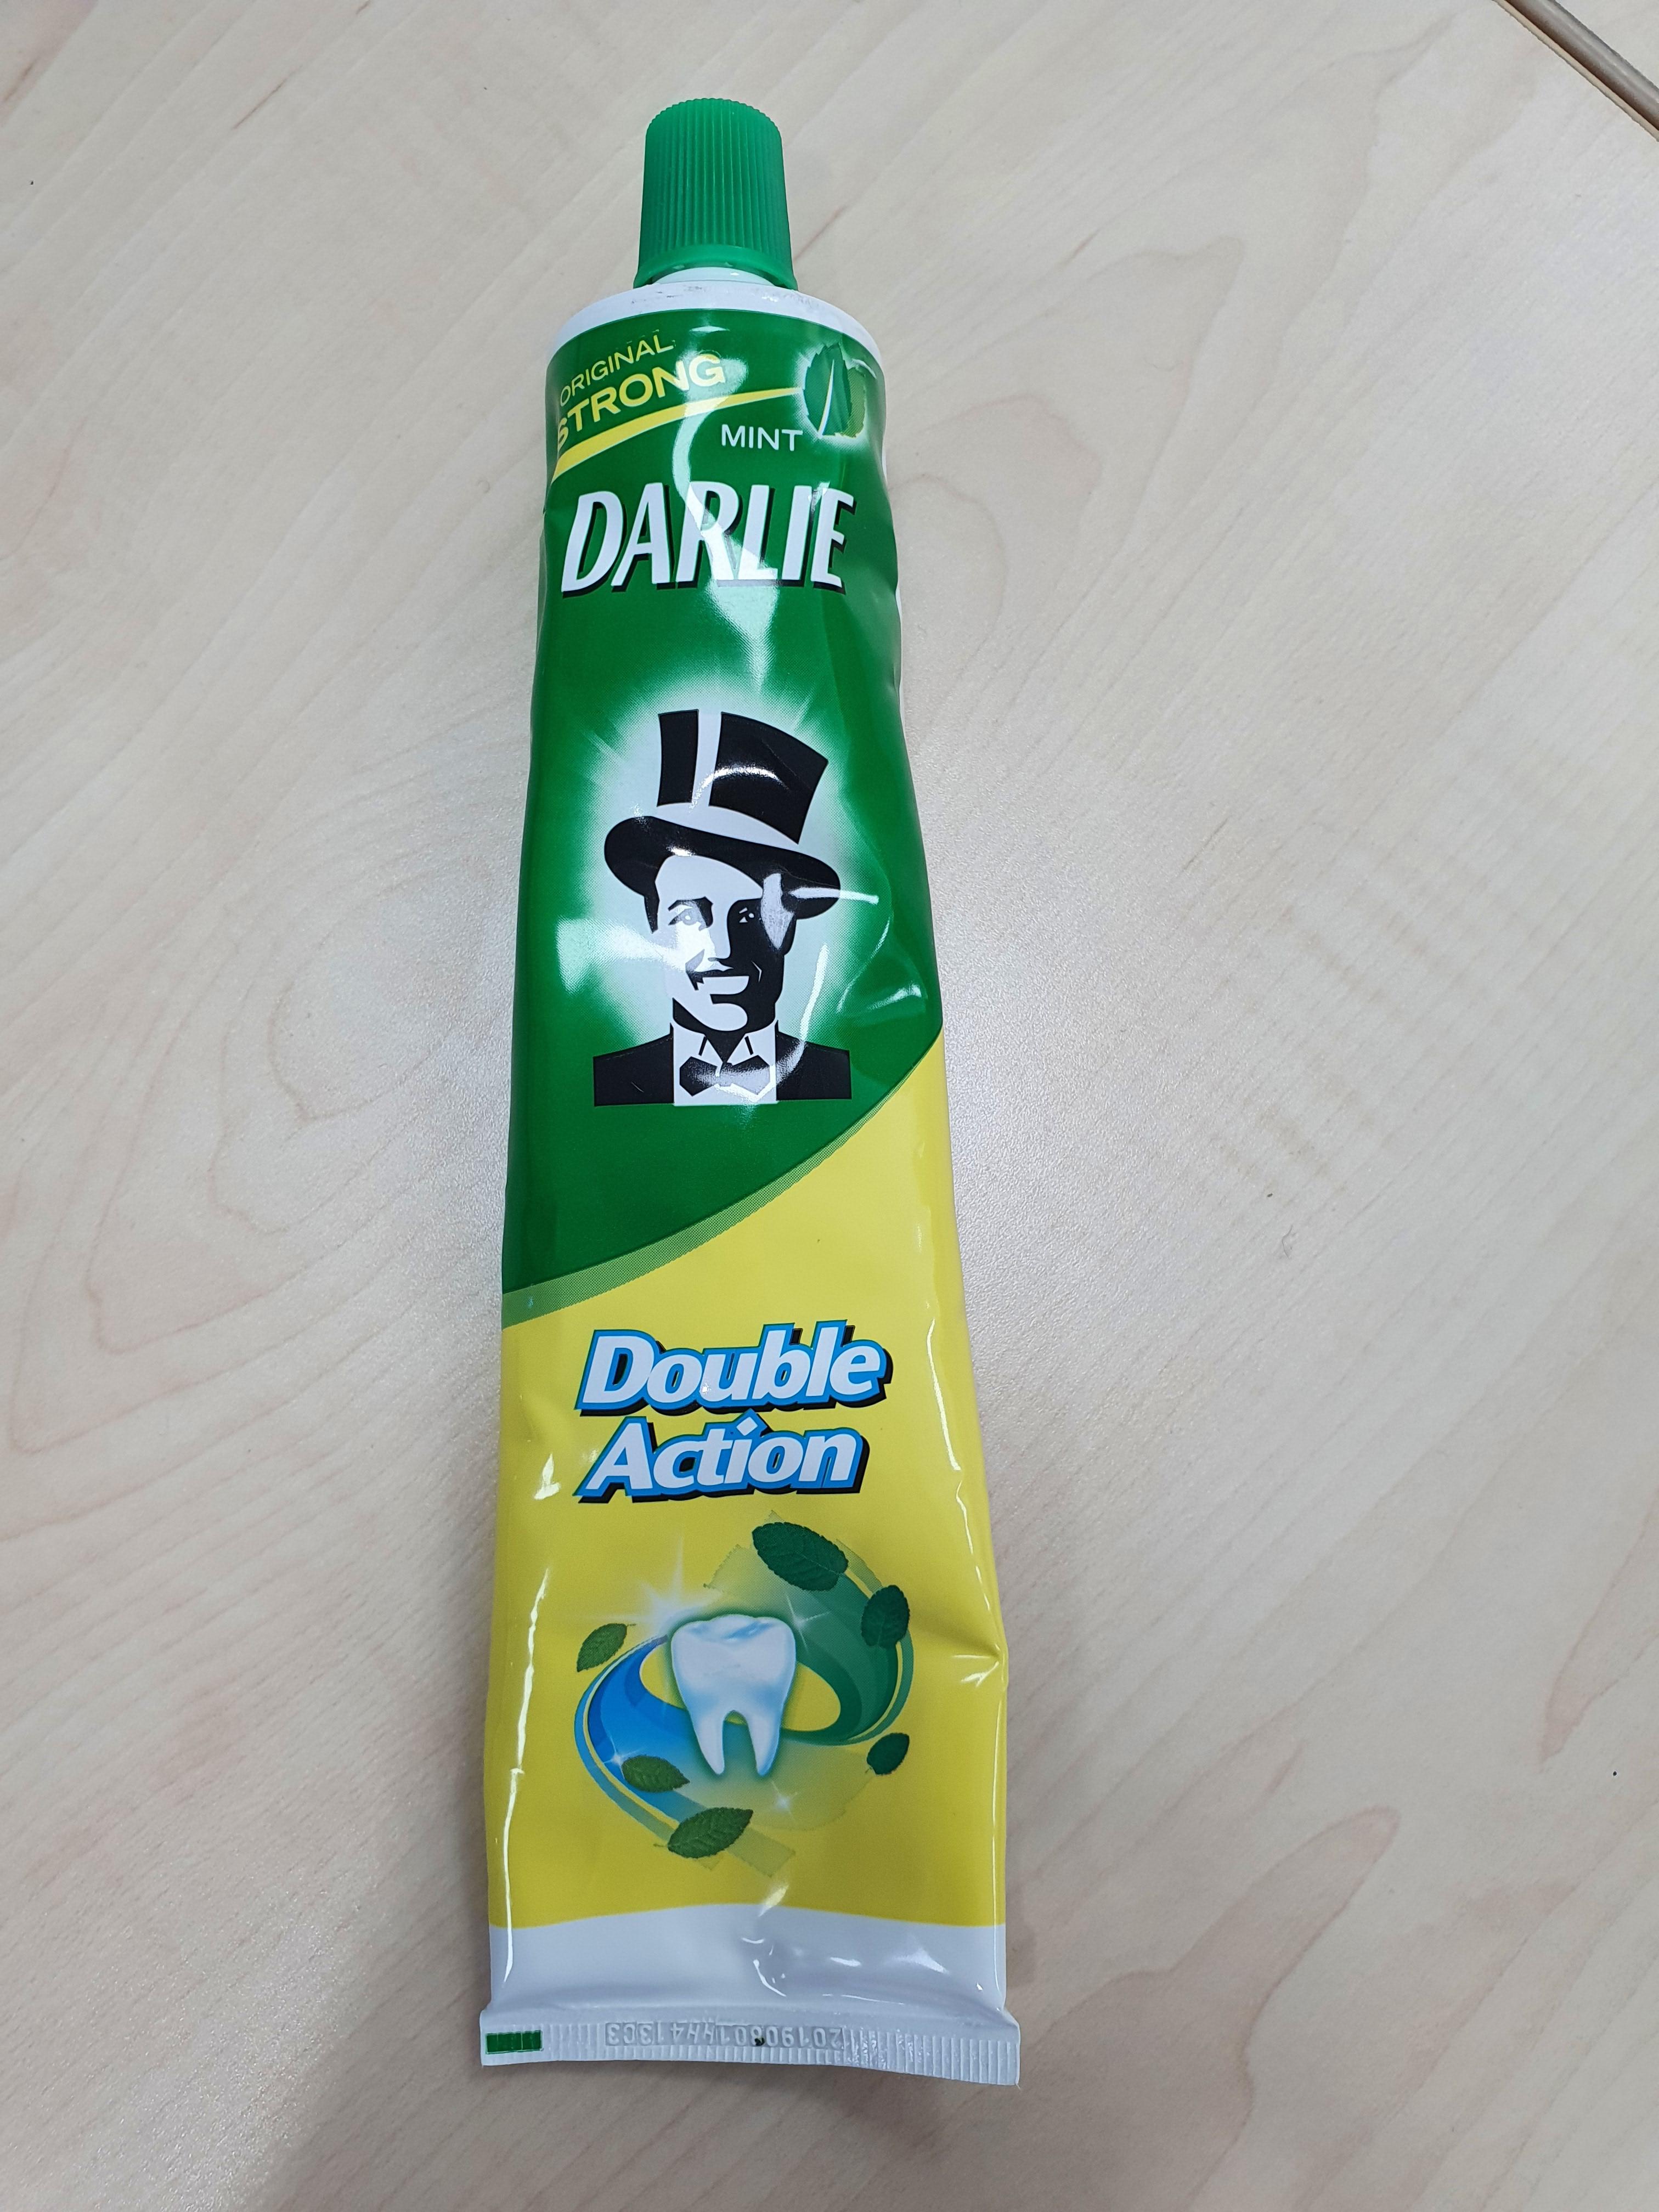 ORIGINAL
STRONG
MINT
DARLIE
Double
Action